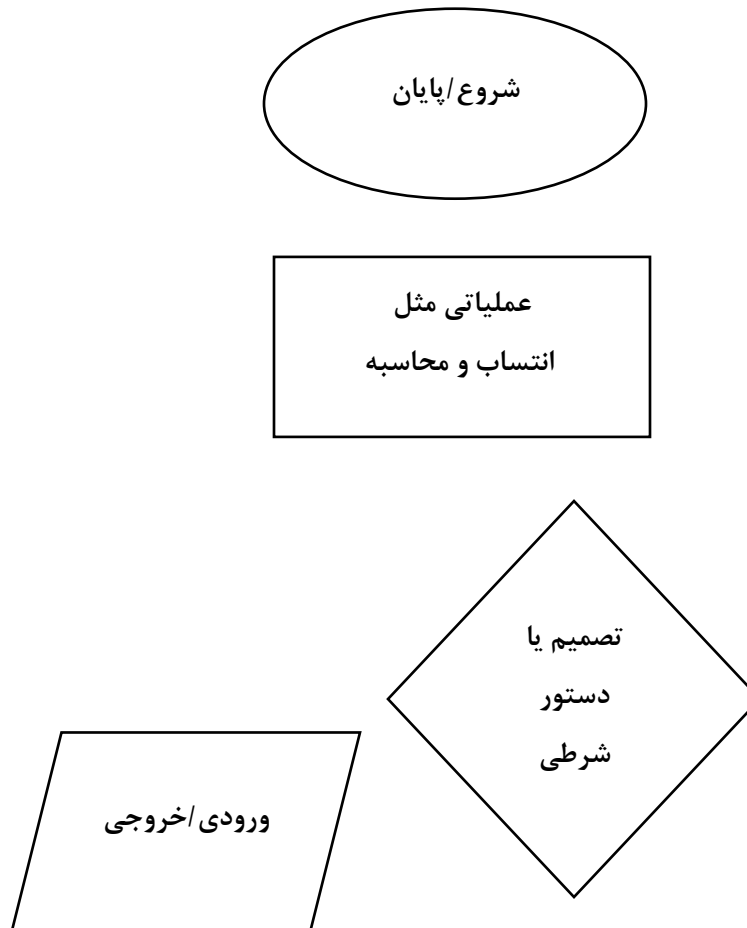 شروع/پایان
عملیاتی مثل
انتساب و محاسبه
تصمیم یا
دستور
شرطی
ورودی/خروجی